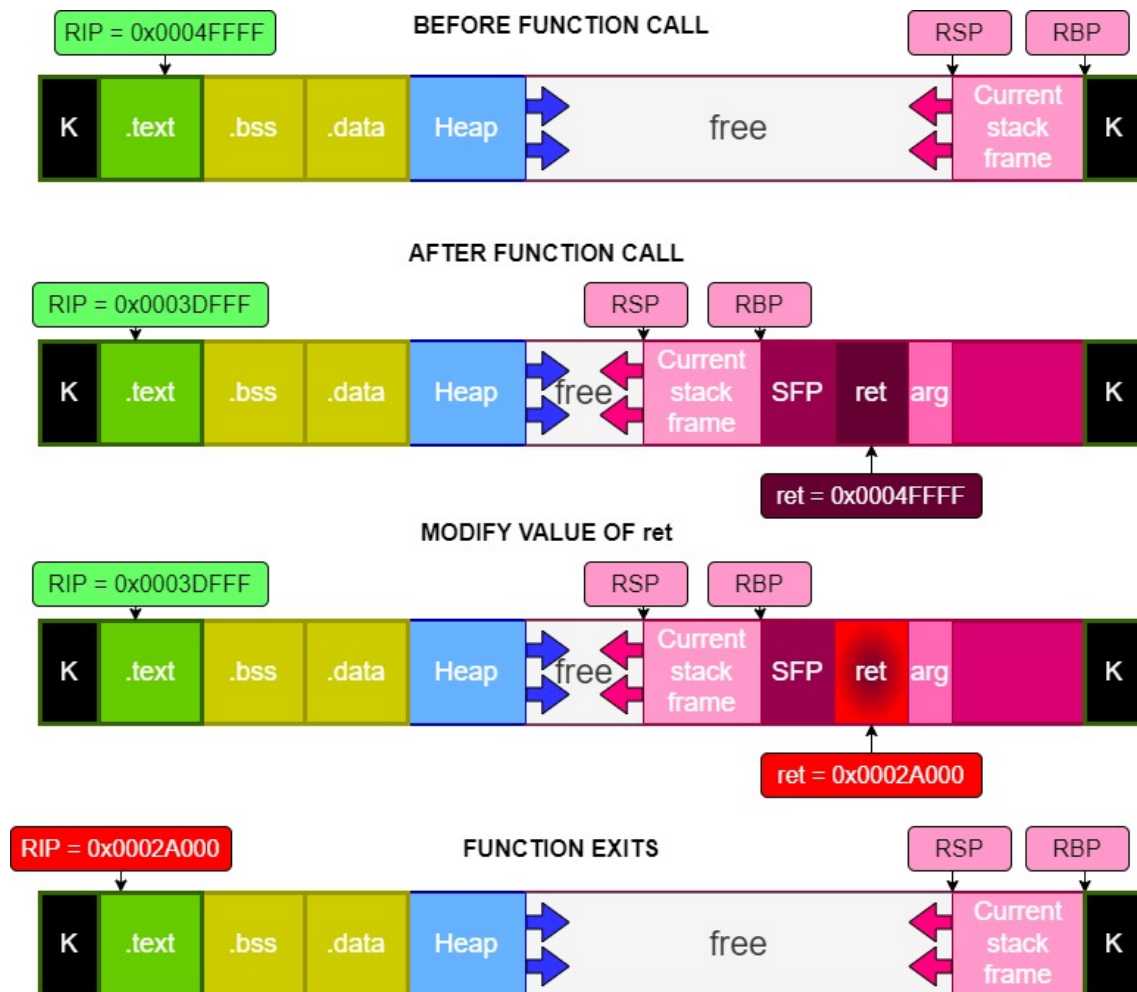 BEFORE FUNCTION CALL
RIP = 0x0004FFFF
RSP
RBP
K
.text
.bss
.data
Heap
free
Current
stack
frame
K
AFTER FUNCTION CALL
RIP = 0x0003DFFF
RSP
RBP
K
.text
.bss
.data
Heap
free
Current
stack
frame
SFP
ret
arg
K
ret = 0x0004FFFF
MODIFY VALUE OF ret
RIP = 0x0003DFFF
RSP
RBP
K
.text
.bss
.data
Heap
free
Current
stack
frame
SFP
ret
arg
K
ret = 0x0002A000
FUNCTION EXITS
RIP = 0x0002A000
RSP
RBP
K
.text
.bss
.data
Heap
free
Current
stack
frame
K